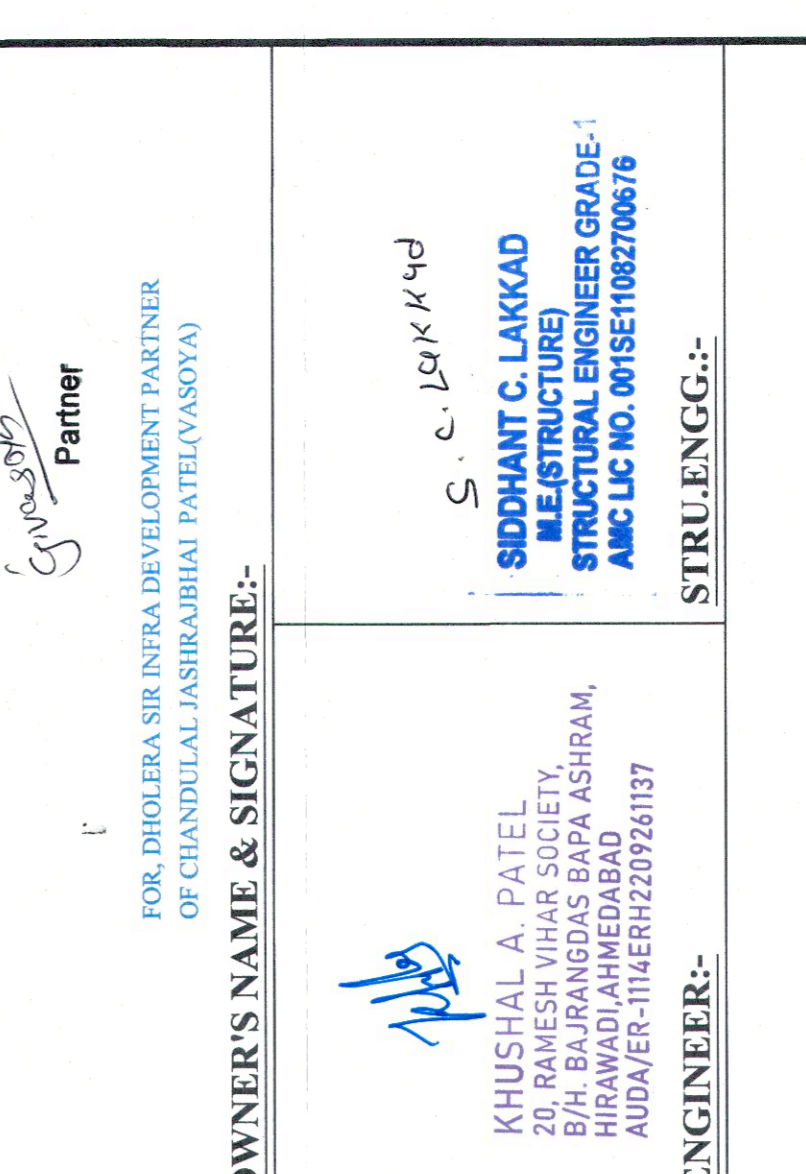 Partner
FOR, DHOLERA SIR INFRA DEVELOPMENT PARTNER
OF CHANDULAL JASHRAJBHAI PATEL(VASOYA)
OWNER'S NAME & SIGNATURE:-
KHUSHAL A. PATEL
20, RAMESH VIHAR SOCIETY,
B/H. BAJRANGDAS BAPA ASHRAM,
HIRAWADI,AHMEDABAD
AUDA/ER-1114ERH2209261137
ENGINEER:-
S. C. Lakkad
SIDDHANT C. LAKKAD
M.E.(STRUCTURE)
STRUCTURAL ENGINEER GRADE-1
AMC LIC NO. 001SE11082700676
STRU.ENGG.:-